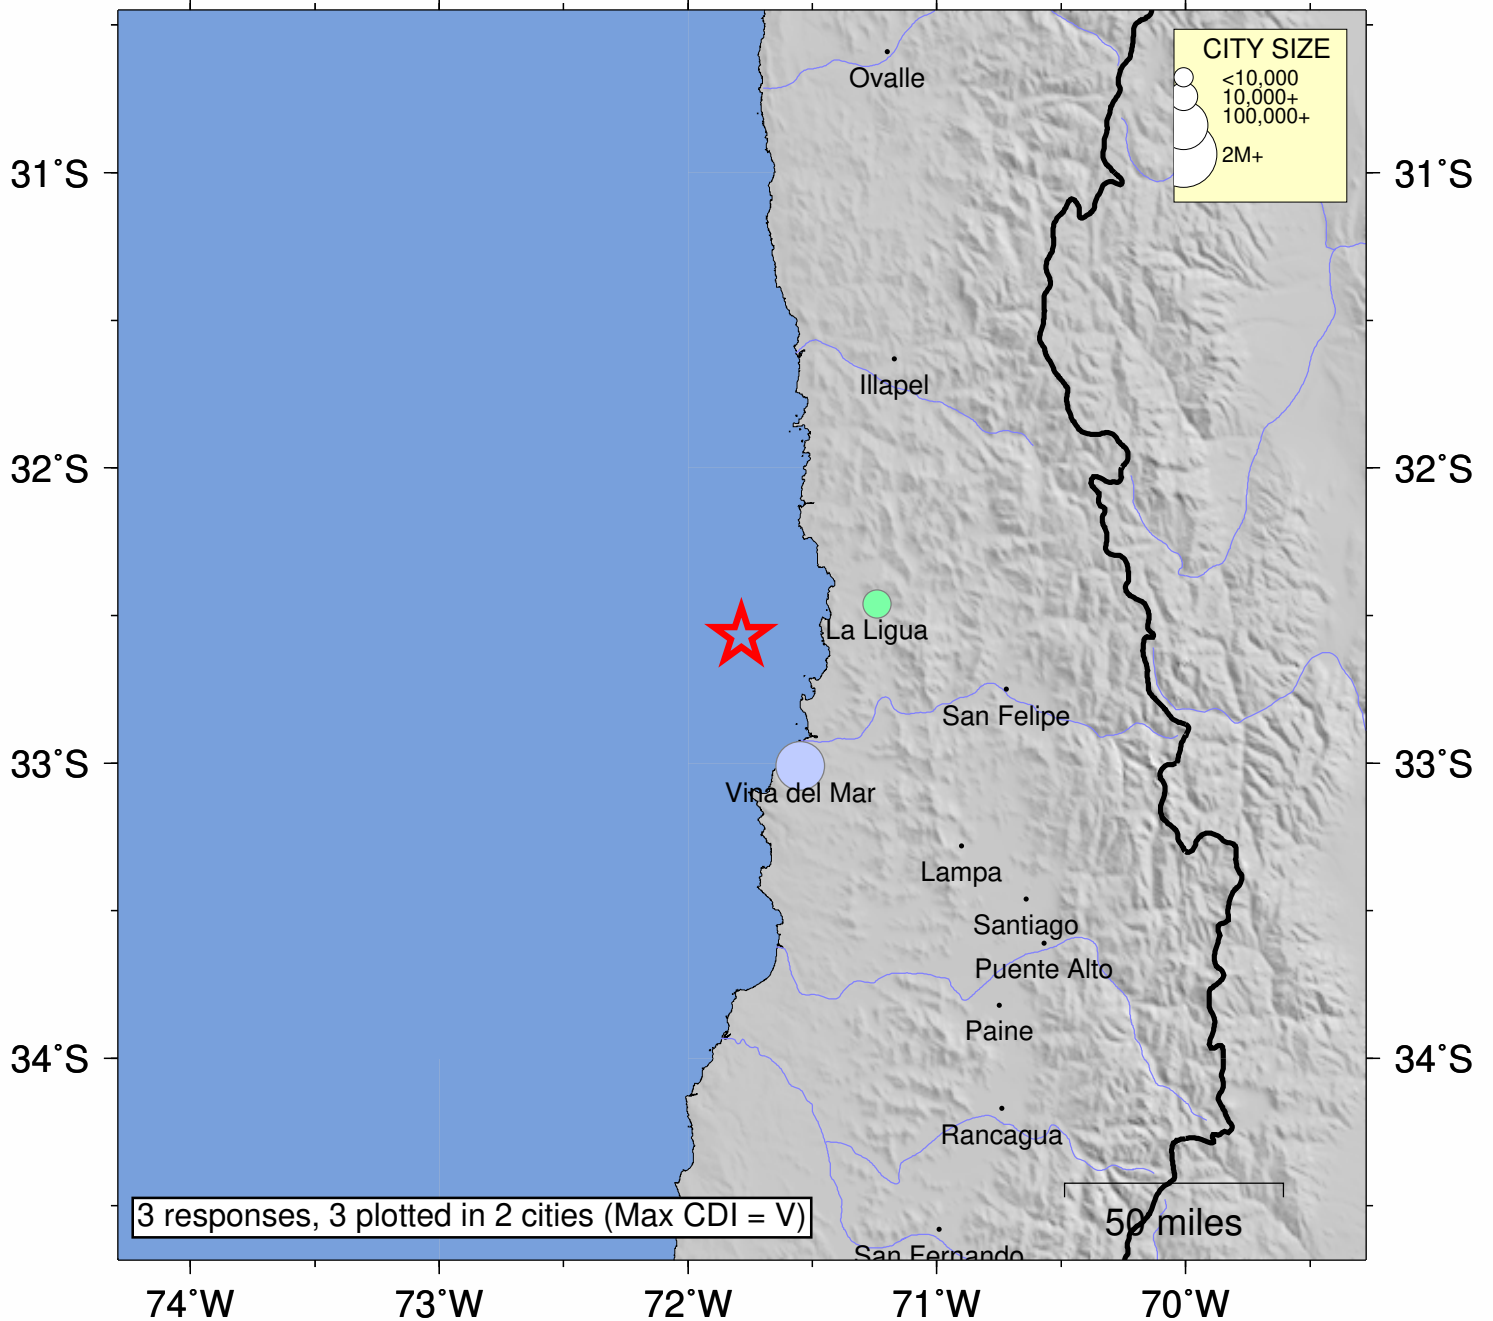 CITY SIZE
<10,000
10,000+
100,000+
2M+
Ovalle
31˚S
31˚S
Illapel
32˚S
32˚S
La Ligua
San Felipe
33˚S
33˚S
Vina del Mar
Lampa
Santiago
Puente Alto
Paine
34˚S
34˚S
Rancagua
3 responses, 3 plotted in 2 cities (Max CDI = V)
50 miles
San Fernando
74˚W
73˚W
72˚W
71˚W
70˚W